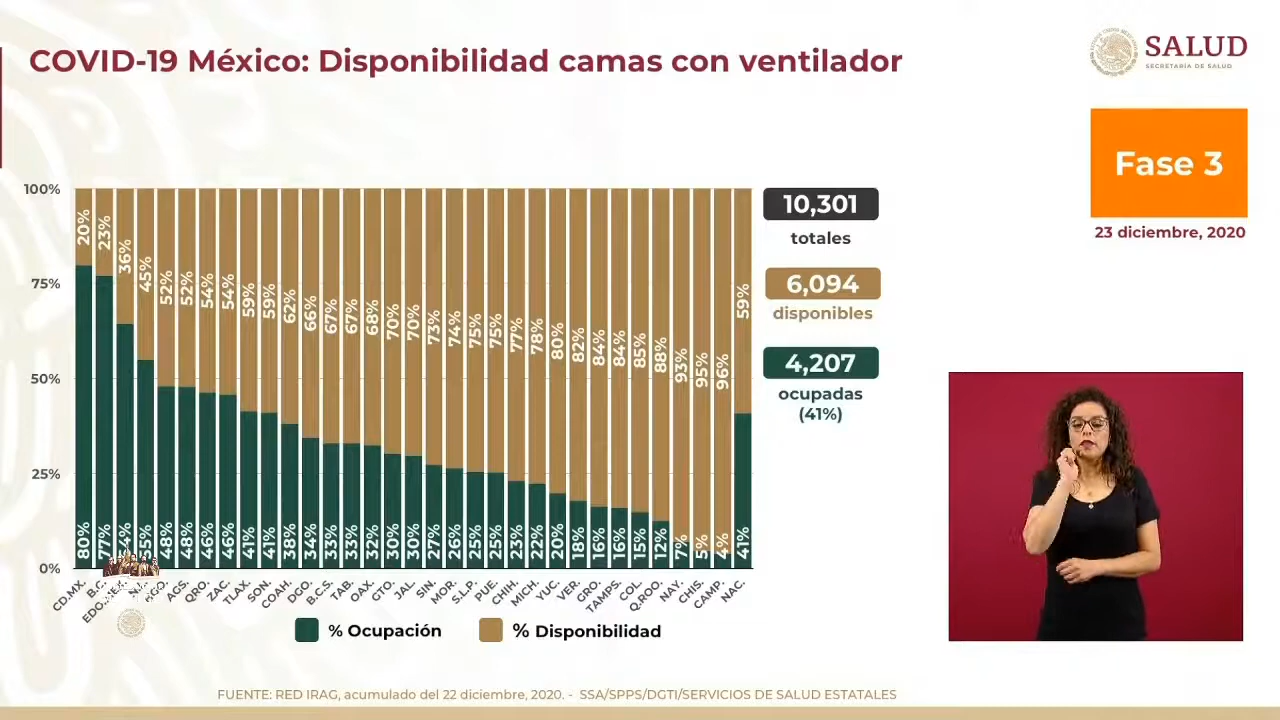 COVID-19 México: Disponibilidad camas con ventilador
SALUD
SECRETARÍA DE SALUD
Fase 3
23 diciembre, 2020
100%
75%
50%
25%
0%
20% 23% 36% 45% 52% 52% 54% 54% 59% 59% 62% 66% 67% 67% 68% 70% 70% 73% 74% 75% 75% 77% 78% 80% 82% 84% 84% 85% 88% 93% 95% 96% 59%
80% 77% 48% 48% 46% 46% 41% 41% 38% 34% 33% 33% 32% 30% 30% 27% 26% 25% 25% 23% 22% 20% 18% 16% 16% 15% 12% 7% 5% 4% 41%
CD.MX. AGS. QRO. ZAC. TLAX. SON. COAH. DGO. B.C.S. TAB. OAX. GTO. JAL. SIN. MOR. S.L.P. PUE. CHIH. MICH. YUC. VER. GRO. TAMPS. COL. Q.ROO. NAY. CHIS. CAMP. NAC.
10,301
totales
6,094
disponibles
4,207
ocupadas
(41%)
% Ocupación
% Disponibilidad
FUENTE: RED IRAG, acumulado del 22 diciembre, 2020. - SSA/SPPS/DGTI/SERVICIOS DE SALUD ESTATALES